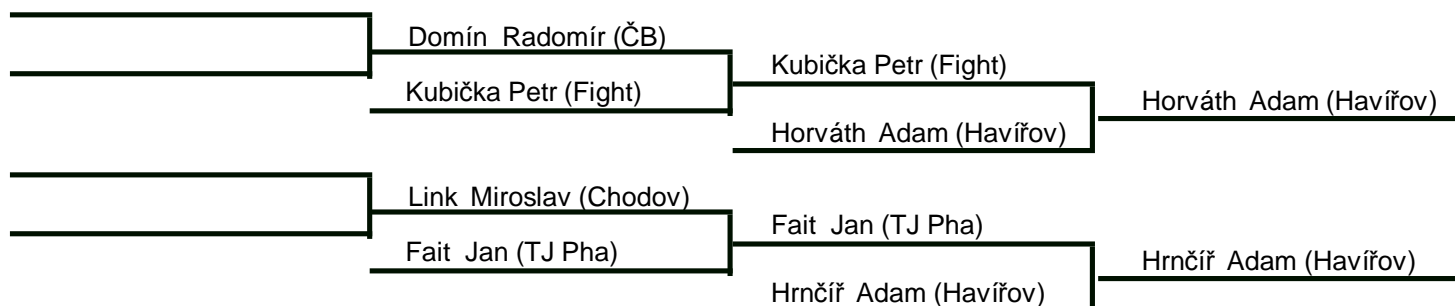 Domín Radomír (ČB)
Kubička Petr (Fight)
Kubička Petr (Fight)
Horváth Adam (Havířov)
Horváth Adam (Havířov)
Link Miroslav (Chodov)
Fait Jan (TJ Pha)
Fait Jan (TJ Pha)
Hrnčíř Adam (Havířov)
Hrnčíř Adam (Havířov)